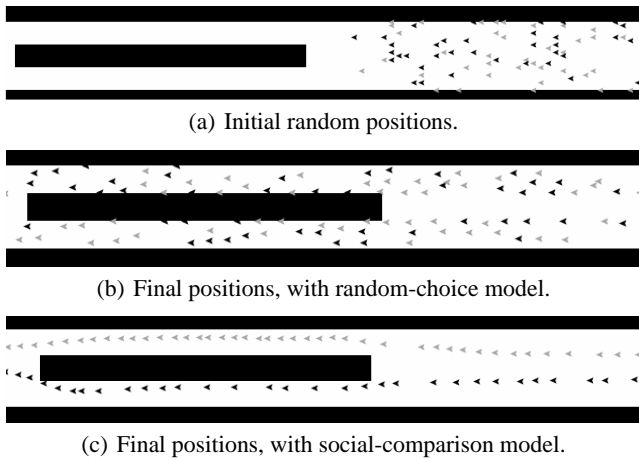 (a) Initial random positions.
(b) Final positions, with random-choice model.
(c) Final positions, with social-comparison model.